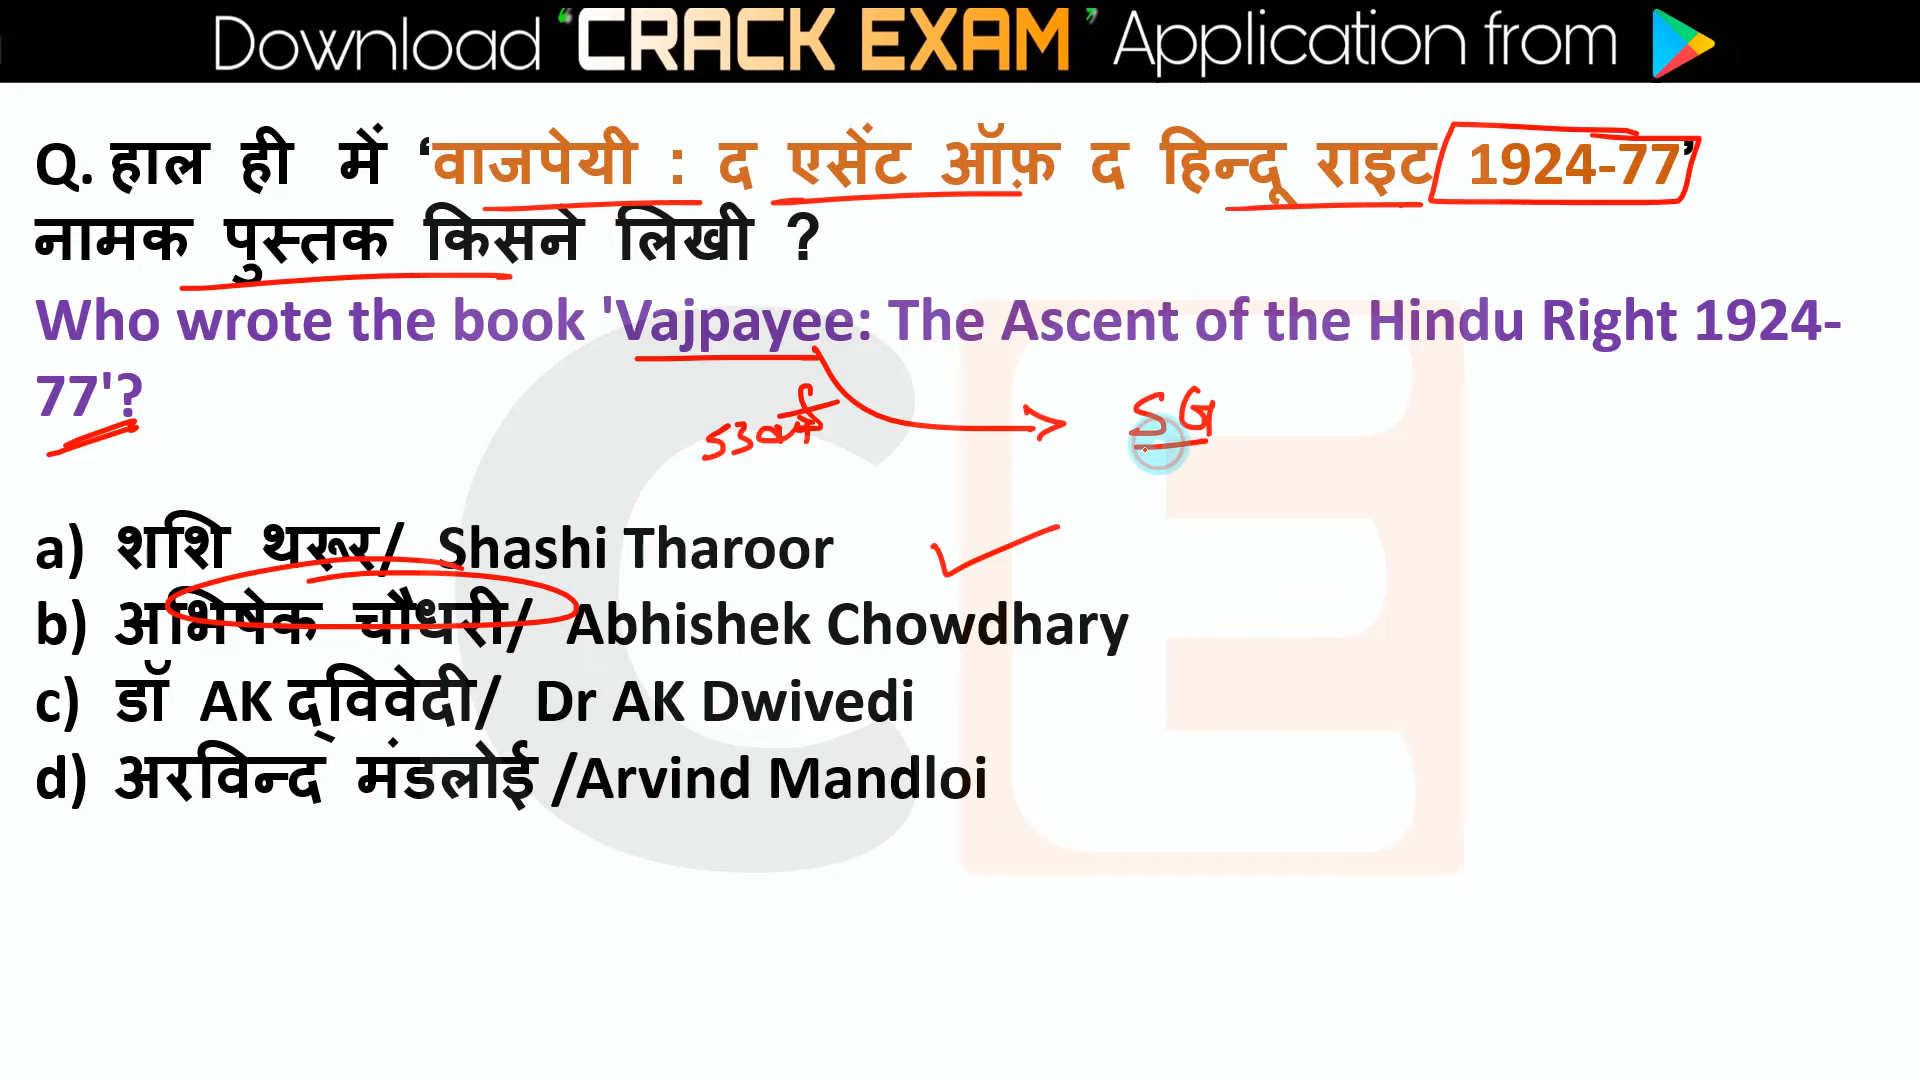 Download ‘CRACK EXAM’ Application from
Q. हाल ही में ‘वाजपेयी : द एसेंट ऑफ़ द हिन्दू राइट 1924-77’
नामक पुस्तक किसने लिखी ?
Who wrote the book 'Vajpayee: The Ascent of the Hindu Right 1924-
77'?
SG
a) शशि थरूर/ Shashi Tharoor
b) अभिषेक चौधरी/ Abhishek Chowdhary
c) डॉ AK द्विवेदी/ Dr AK Dwivedi
d) अरविन्द मंडलोई /Arvind Mandloi